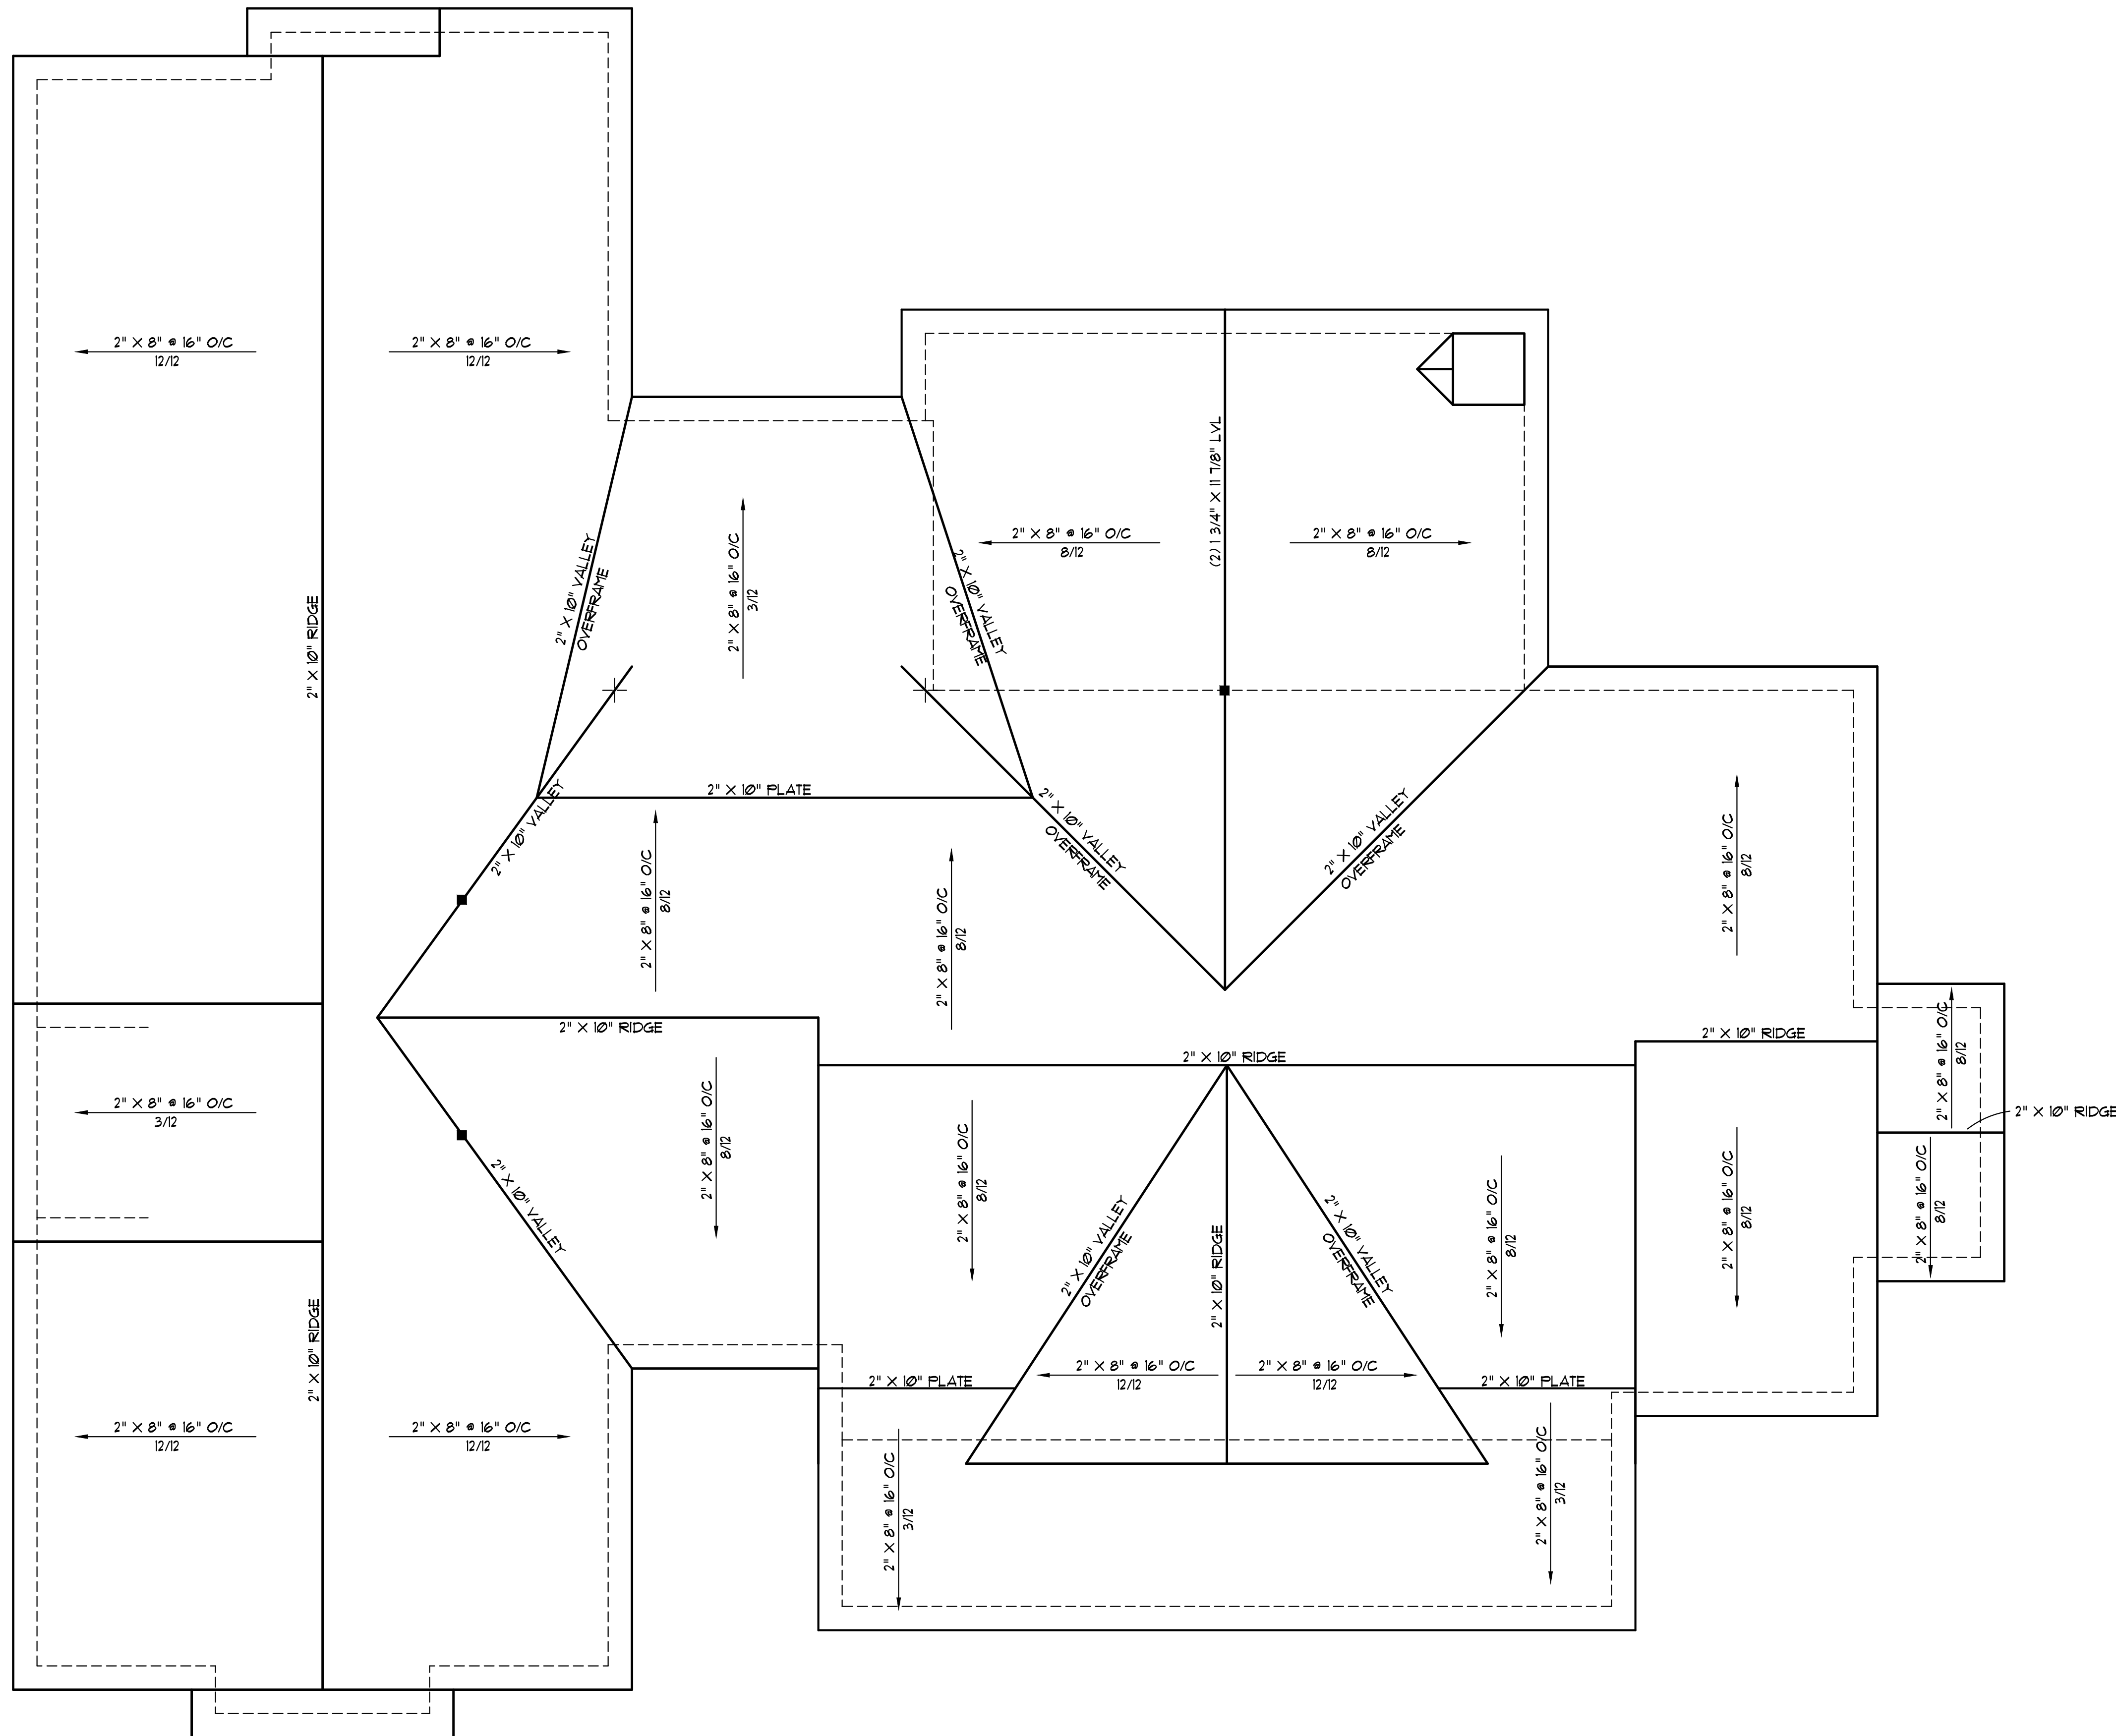 2" X 8" @ 16" O/C
12/12
2" X 8" @ 16" O/C
12/12
2" X 10" RIDGE
2" X 10" VALLEY
OVERFRAME
2" X 8" @ 16" O/C
3/12
2" X 10" VALLEY
OVERFRAME
2" X 8" @ 16" O/C
8/12
(2) 1 3/4" X 11 7/8" LVL
2" X 8" @ 16" O/C
8/12
2" X 10" PLATE
2" X 10" VALLEY
2" X 10" VALLEY
OVERFRAME
2" X 10" VALLEY
OVERFRAME
2" X 8" @ 16" O/C
8/12
2" X 8" @ 16" O/C
8/12
2" X 8" @ 16" O/C
8/12
2" X 10" RIDGE
2" X 10" RIDGE
2" X 10" RIDGE
2" X 8" @ 16" O/C
8/12
2" X 10" RIDGE
2" X 8" @ 16" O/C
3/12
2" X 8" @ 16" O/C
8/12
2" X 10" VALLEY
2" X 8" @ 16" O/C
8/12
2" X 10" VALLEY
OVERFRAME
2" X 10" RIDGE
2" X 10" VALLEY
OVERFRAME
2" X 8" @ 16" O/C
8/12
2" X 8" @ 16" O/C
8/12
2" X 8" @ 16" O/C
8/12
2" X 10" RIDGE
2" X 10" PLATE
2" X 8" @ 16" O/C
12/12
2" X 8" @ 16" O/C
12/12
2" X 10" PLATE
2" X 8" @ 16" O/C
12/12
2" X 8" @ 16" O/C
12/12
2" X 8" @ 16" O/C
3/12
2" X 8" @ 16" O/C
3/12